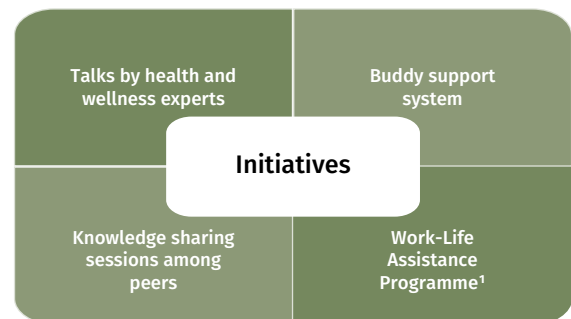 Talks by health and
wellness experts
Buddy support
system
Initiatives
Knowledge sharing
sessions among
peers
Work-Life
Assistance
Programme¹